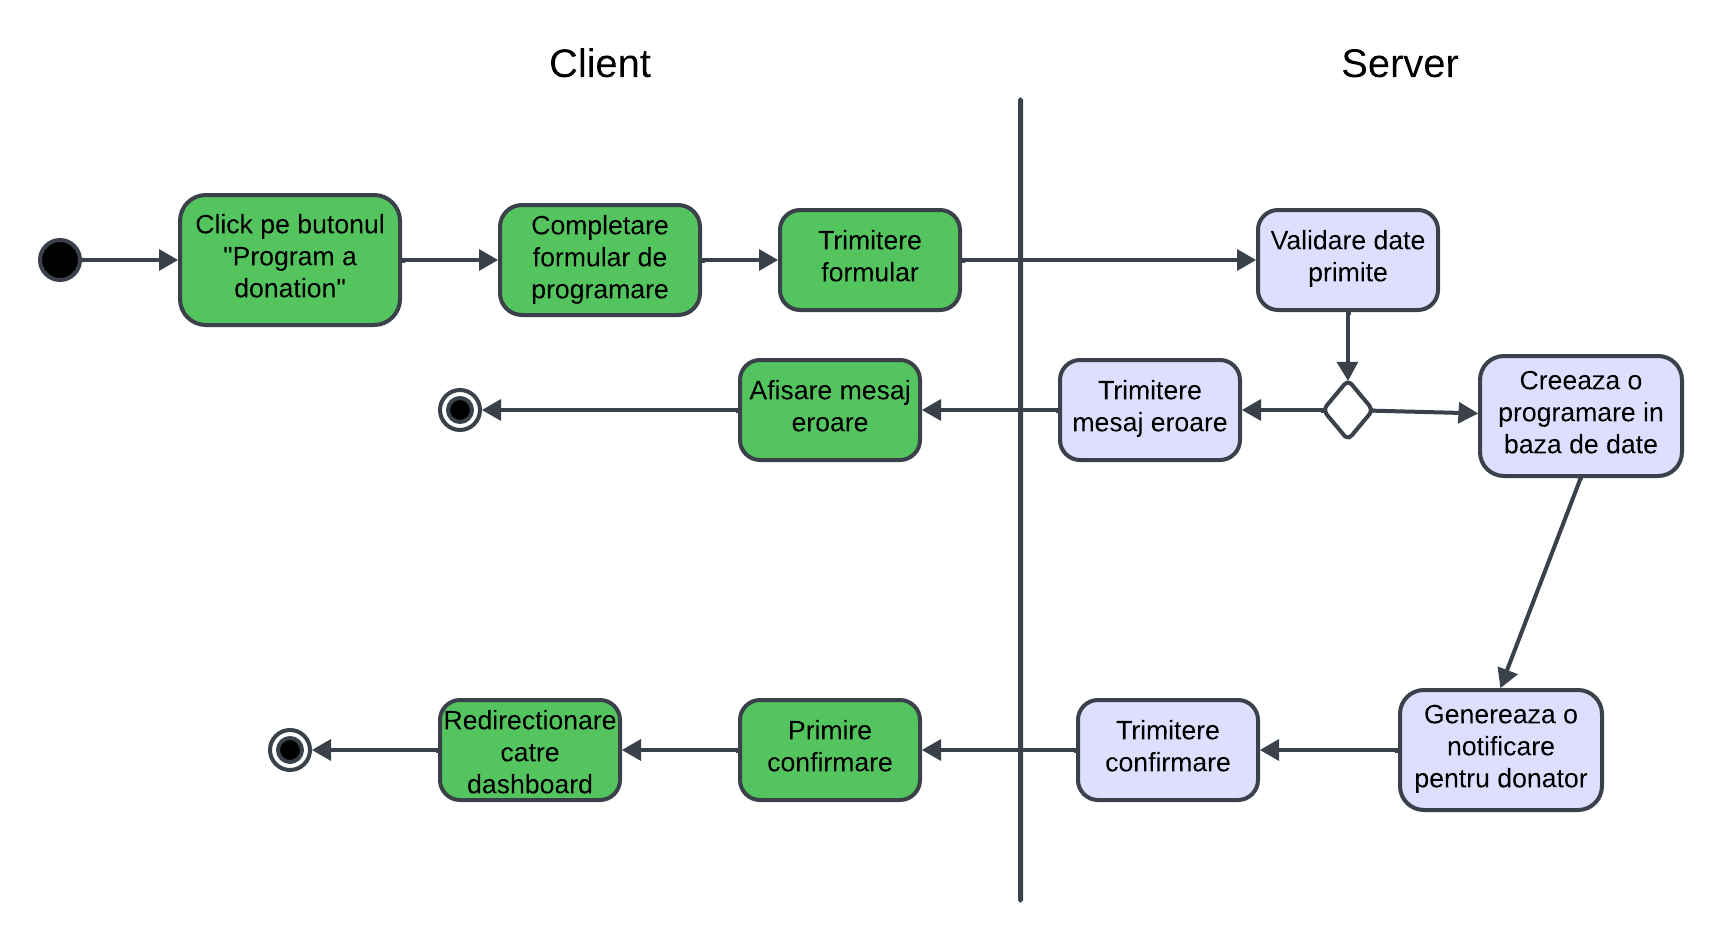 Client
Server
Click pe butonul
"Program a
donation"
Completare
formular de
programare
Trimitere
formular
Validare date
primite
Afisare mesaj
eroare
Trimitere
mesaj eroare
Creeaza o
programare in
baza de date
Redirectionare
catre
dashboard
Primire
confirmare
Trimitere
confirmare
Genereaza o
notificare
pentru donator